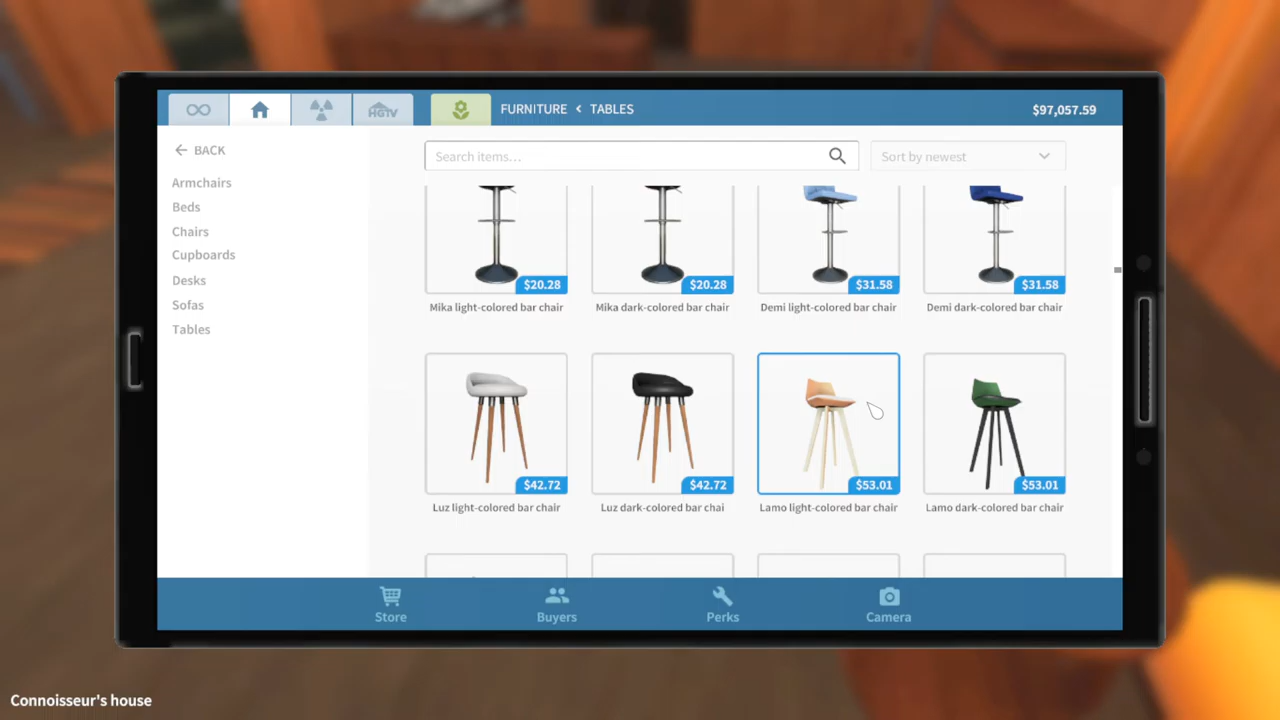 HGTV
FURNITURE < TABLES
$97,057.59
BACK
Search items...
Sort by newest
Armchairs
Beds
Chairs
Cupboards
Desks
Sofas
Tables
$20.28
$20.28
$31.58
$31.58
Mika light-colored bar chair
Mika dark-colored bar chair
Demi light-colored bar chair
Demi dark-colored bar chair
$42.72
$42.72
$53.01
$53.01
Luz light-colored bar chair
Luz dark-colored bar chai
Lamo light-colored bar chair
Lamo dark-colored bar chair
Store
Buyers
Perks
Camera
Connoisseur's house